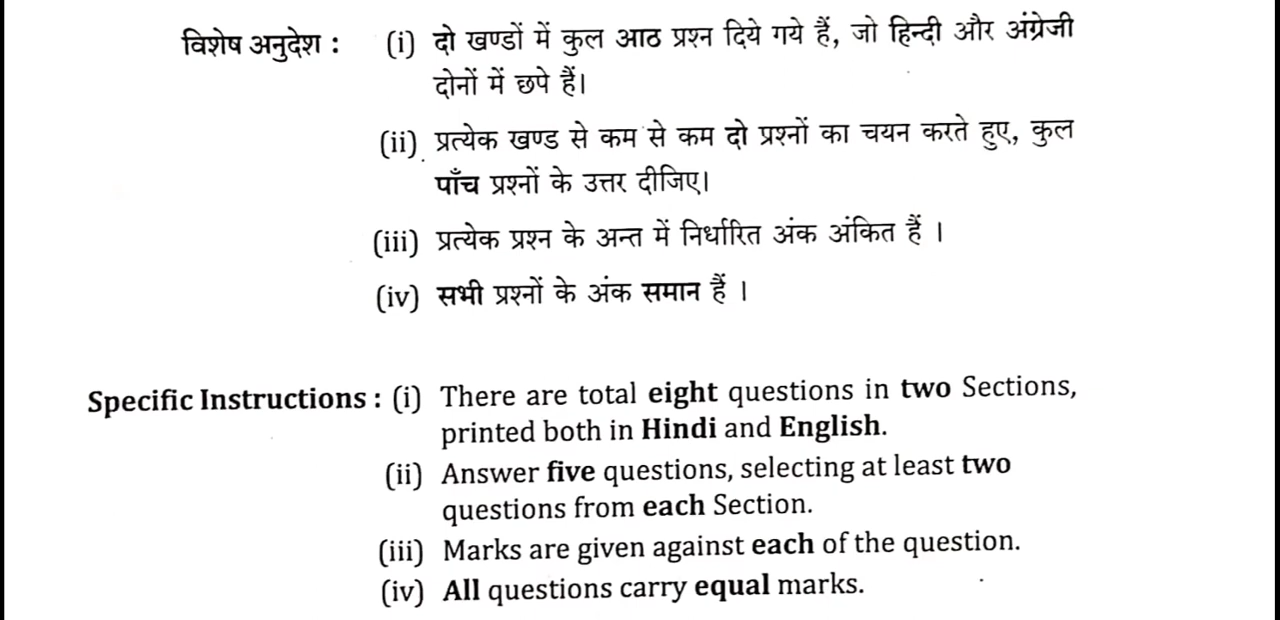 विशेष अनुदेश : (i) दो खण्डों में कुल आठ प्रश्न दिये गये हैं, जो हिन्दी और अंग्रेजी
दोनों में छपे हैं।
(ii) प्रत्येक खण्ड से कम से कम दो प्रश्नों का चयन करते हुए, कुल
पाँच प्रश्नों के उत्तर दीजिए।
(iii) प्रत्येक प्रश्न के अन्त में निर्धारित अंक अंकित हैं ।
(iv) सभी प्रश्नों के अंक समान हैं ।
Specific Instructions : (i) There are total eight questions in two Sections,
printed both in Hindi and English.
(ii) Answer five questions, selecting at least two
questions from each Section.
(iii) Marks are given against each of the question.
(iv) All questions carry equal marks.